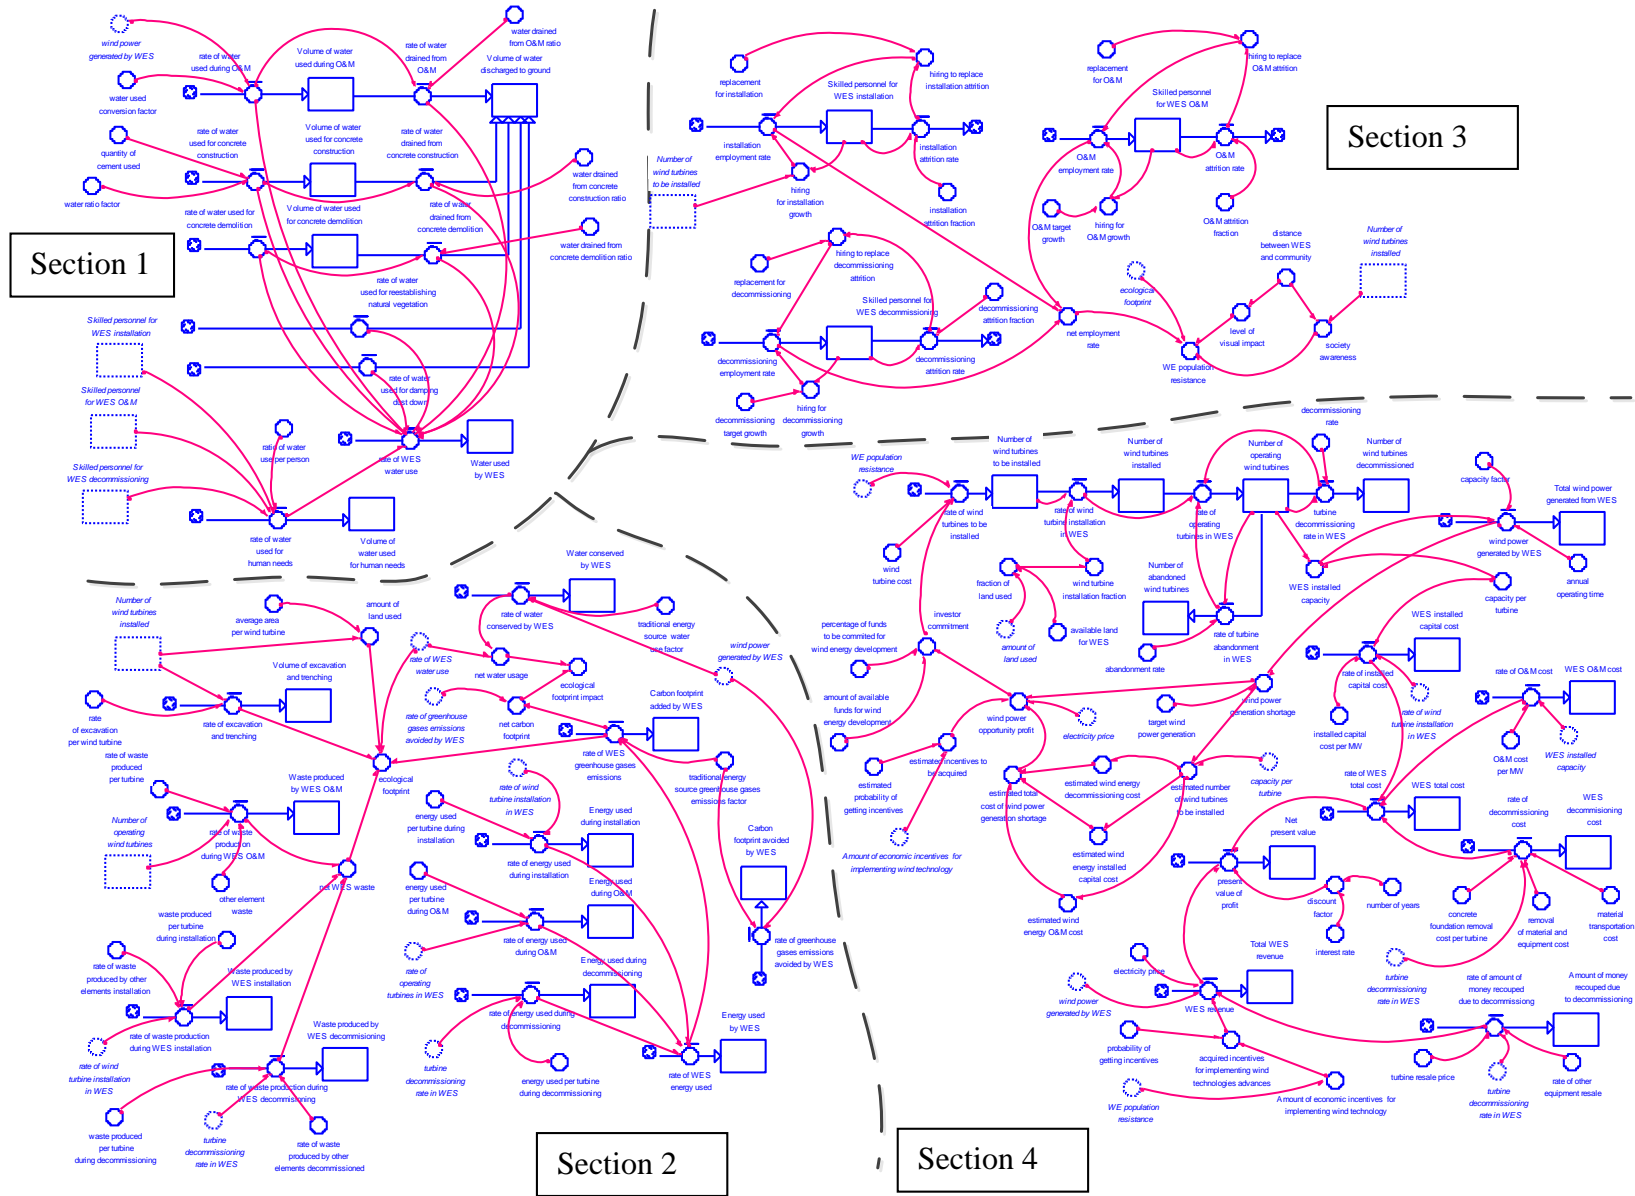 wind power
generated by WES
rate of water
used during O&M
Volume of water
used during O&M
rate of water
drained from
O&M
water drained
from O&M ratio
Volume of water
discharged to ground
water used
conversion factor
quantity of
cement used
rate of water
used for concrete
construction
Volume of water
used for concrete
construction
rate of water
drained from
concrete construction
water drained
from concrete
construction ratio
water ratio factor
rate of water used for
concrete demolition
Volume of water used
for concrete demolition
rate of water
drained from
concrete demolition
water drained from
concrete demolition ratio
Section 1
rate of water
used for reestablishing
natural vegetation
rate of water
used for damping
dust down
Skilled personnel for
WES installation
Skilled personnel
for WES O&M
Skilled personnel for
WES decommissioning
ratio of water
use per person
rate of WES
water use
Water used
by WES
rate of water
used for
human needs
Volume of
water used
for human needs
replacement
for installation
hiring to replace
installation attrition
Skilled personnel for
WES installation
installation
employment rate
installation
attrition rate
Number of
wind turbines
to be installed
hiring
for installation
growth
installation
attrition fraction
replacement
for O&M
hiring to replace
O&M attrition
Skilled personnel
for WES O&M
O&M
employment rate
O&M
attrition rate
O&M target
growth
hiring for
O&M growth
O&M attrition
fraction
Section 3
hiring to replace
decommissioning
attrition
replacement for
decommissioning
Skilled personnel for
WES decommissioning
decommissioning
attrition fraction
decommissioning
employment rate
decommissioning
attrition rate
decommissioning
target growth
hiring for
decommissioning
growth
net employment
rate
ecological
footprint
distance
between WES
and community
Number of
wind turbines
installed
level of
visual impact
society
awareness
WE population
resistance
Number of
wind turbines
installed
average area
per wind turbine
amount of
land used
Volume of excavation
and trenching
rate
of excavation
per wind turbine
rate of excavation
and trenching
rate of waste
produced
per turbine
Waste produced
by WES O&M
Number of
operating
wind turbines
rate of waste
production
during WES O&M
other element
waste
net WES waste
ecological
footprint
waste produced
per turbine
during installation
rate of waste
produced by other
elements installation
Waste produced by
WES installation
rate of waste production
during WES installation
rate of wind
turbine installation
in WES
Waste produced by
WES decommisioning
rate of waste production during
WES decommisioning
waste produced
per turbine
during decommissioning
turbine
decommissioning
rate in WES
rate of waste
produced by other
elements decommissioned
Water conserved
by WES
rate of water
conserved by WES
traditional energy
source water
use factor
rate of WES
water use
net water usage
ecological
footprint impact
wind power
generated by WES
rate of greenhouse
gases emissions
avoided by WES
net carbon
footprint
Carbon footprint
added by WES
rate of WES
greenhouse gases
emissions
traditional energy
source greenhouse gases
emissions factor
rate of wind
turbine installation
in WES
energy used
per turbine during
installation
Energy used
during installation
rate of energy used
during installation
energy used
per turbine
during O&M
Energy used
during O&M
rate of energy used
during O&M
rate of
operating
turbines in WES
Energy used during
decommissioning
rate of energy used during
decommissioning
turbine
decommissioning
rate in WES
energy used per turbine
during decommissioning
rate of WES
energy used
Energy used
by WES
Carbon
footprint avoided
by WES
rate of greenhouse
gases emissions
avoided by WES
Section 2
WE population
resistance
Number of
wind turbines
to be installed
Number of
wind turbines
installed
Number of
operating
wind turbines
decommissioning
rate
Number of
wind turbines
decommissioned
rate of wind
turbines to be
installed
rate of wind
turbine installation
in WES
rate of
operating
turbines in WES
turbine
decommissioning
rate in WES
capacity factor
Total wind power
generated from WES
wind power
generated by WES
annual
operating time
wind
turbine cost
fraction of
land used
wind turbine
installation fraction
Number of
abandoned
wind turbines
WES installed
capacity
capacity per
turbine
amount of
land used
available land
for WES
abandonment rate
rate of turbine
abandonment
in WES
investor
commitment
percentage of funds
to be commited for
wind energy development
amount of available
funds for wind
energy development
WES installed
capital cost
rate of installed
capital cost
installed capital
cost per MW
rate of wind
turbine installation
in WES
rate of O&M cost
WES O&M cost
O&M cost
per MW
WES installed
capacity
wind power
opportunity profit
electricity price
target wind
power generation
wind power
generation shortage
estimated incentives to
be acquired
estimated
probability of
getting incentives
Amount of economic incentives for
implementing wind technology
estimated total
cost of wind power
generation shortage
estimated wind energy
decommissioning cost
estimated number
of wind turbines
to be installed
capacity per
turbine
estimated wind
energy installed
capital cost
estimated wind
energy O&M cost
rate of WES
total cost
WES total cost
rate of
decommissioning
cost
WES
decommissioning
cost
Net
present value
present
value of
profit
discount
factor
number of years
interest rate
concrete
foundation removal
cost per turbine
removal
of material and
equipment cost
material
transportation
cost
turbine
decommissioning
rate in WES
electricity price
Total WES
revenue
wind power
generated by WES
WES revenue
rate of amount of
money recouped
due to decommissioning
Amount of money
recouped due
to decommissioning
probability of
getting incentives
acquired incentives
for implementing wind
technologies advances
WE population
resistance
Amount of economic incentives for
implementing wind technology
turbine resale price
turbine
decommissioning
rate in WES
rate of other
equipment resale
Section 4